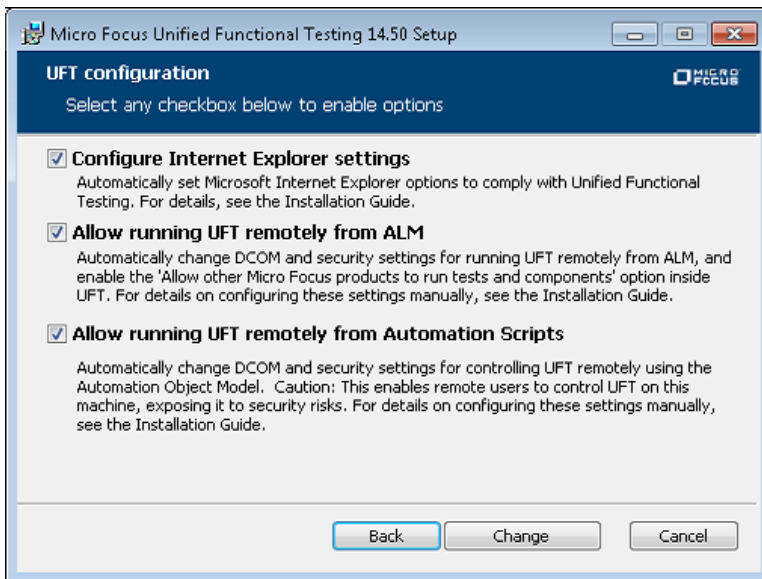 Micro Focus Unified Functional Testing 14.50 Setup
UFT configuration
MICRO
FOCUS
Select any checkbox below to enable options
Configure Internet Explorer settings
Automatically set Microsoft Internet Explorer options to comply with Unified Functional
Testing. For details, see the Installation Guide.
Allow running UFT remotely from ALM
Automatically change DCOM and security settings for running UFT remotely from ALM, and
enable the 'Allow other Micro Focus products to run tests and components' option inside
UFT. For details on configuring these settings manually, see the Installation Guide.
Allow running UFT remotely from Automation Scripts
Automatically change DCOM and security settings for controlling UFT remotely using the
Automation Object Model.  Caution: This enables remote users to control UFT on this
machine, exposing it to security risks. For details on configuring these settings manually,
see the Installation Guide.
Back
Change
Cancel